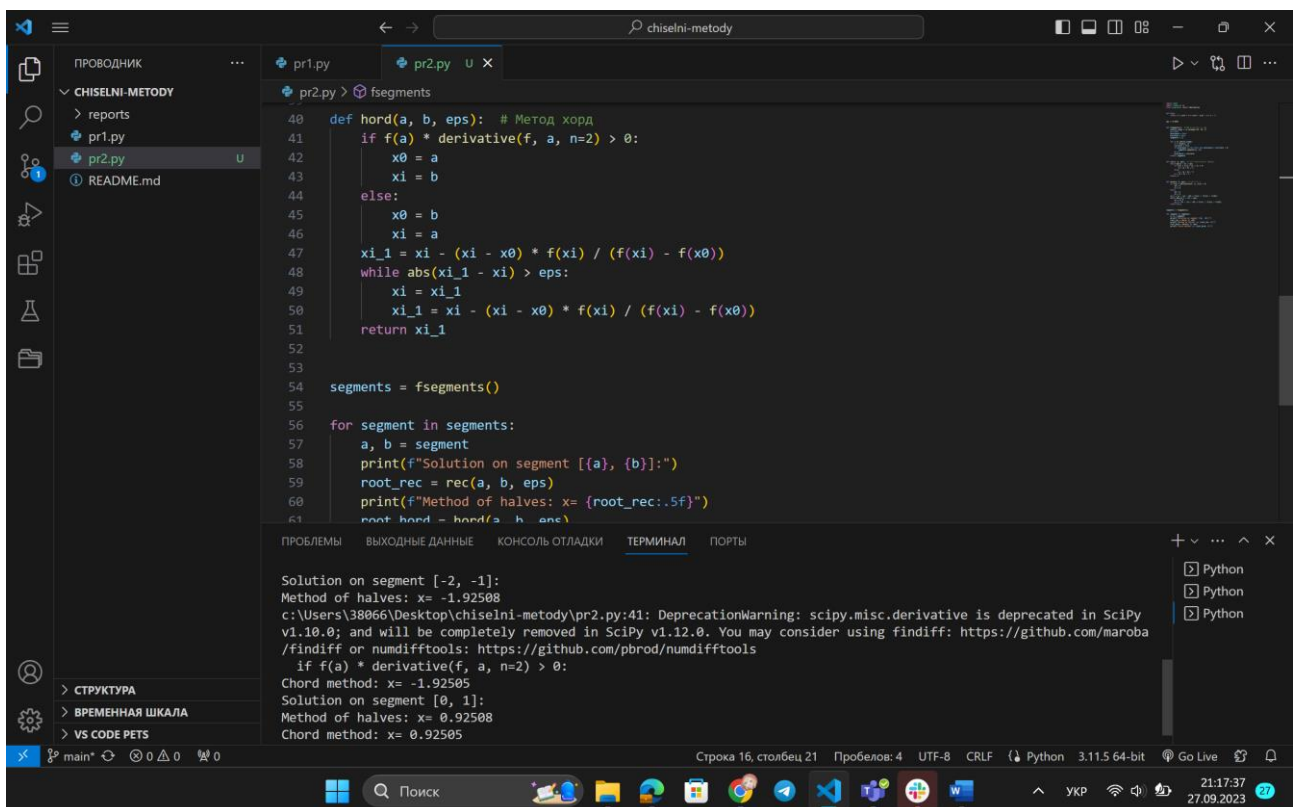 chiselni-metody
ПРОВОДНИК
...
pr1.py
pr2.py U
CHISELNI-METODY
reports
pr1.py
pr2.py U
README.md
1
pr2.py > fsegments
40 def hord(a, b, eps): # Метод хорд
41 if f(a) * derivative(f, a, n=2) > 0:
42 x0 = a
43 xi = b
44 else:
45 x0 = b
46 xi = a
47 xi_1 = xi - (xi - x0) * f(xi) / (f(xi) - f(x0))
48 while abs(xi_1 - xi) > eps:
49 xi = xi_1
50 xi_1 = xi - (xi - x0) * f(xi) / (f(xi) - f(x0))
51 return xi_1
52
53
54 segments = fsegments()
55
56 for segment in segments:
57 a, b = segment
58 print(f"Solution on segment [{a}, {b}]:")
59 root_rec = rec(a, b, eps)
60 print(f"Method of halves: x= {root_rec:.5f}")
61 root_hord = hord(a, b, eps)
ПРОБЛЕМЫ ВЫХОДНЫЕ ДАННЫЕ КОНСОЛЬ ОТЛАДКИ ТЕРМИНАЛ ПОРТЫ
Solution on segment [-2, -1]:
Method of halves: x= -1.92508
c:\Users\38066\Desktop\chiselni-metody\pr2.py:41: DeprecationWarning: scipy.misc.derivative is deprecated in SciPy
v1.10.0; and will be completely removed in SciPy v1.12.0. You may consider using findiff: https://github.com/maroba
/findiff or numdifftools: https://github.com/pbrod/numdifftools
if f(a) * derivative(f, a, n=2) > 0:
Chord method: x= -1.92505
Solution on segment [0, 1]:
Method of halves: x= 0.92508
Chord method: x= 0.92505
Python
Python
Python
СТРУКТУРА
ВРЕМЕННАЯ ШКАЛА
VS CODE PETS
main* 0 0 0 Строка 16, столбец 21 Пробелов: 4 UTF-8 CRLF Python 3.11.5 64-bit Go Live
Поиск
УКР
21:17:37
27.09.2023
27